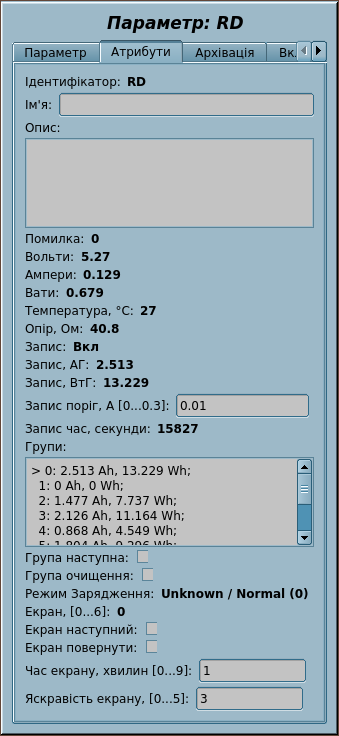 Параметр: RD
Параметр Атрибути Архівація Вк
Ідентифікатор: RD
Ім'я:
Опис:
Помилка: 0
Вольти: 5.27
Ампери: 0.129
Вати: 0.679
Температура, °C: 27
Опір, Ом: 40.8
Запис: Вкл
Запис, АГ: 2.513
Запис, ВтГ: 13.229
Запис поріг, А [0...0.3]: 0.01
Запис час, секунди: 15827
Групи:
> 0: 2.513 Ah, 13.229 Wh;
1: 0 Ah, 0 Wh;
2: 1.477 Ah, 7.737 Wh;
3: 2.126 Ah, 11.164 Wh;
4: 0.868 Ah, 4.549 Wh;
Група наступна:
Група очищення:
Режим Зарядження: Unknown / Normal (0)
Екран, [0...6]: 0
Екран наступний:
Екран повернути:
Час екрану, хвилин [0...9]: 1
Яскравість екрану, [0...5]: 3